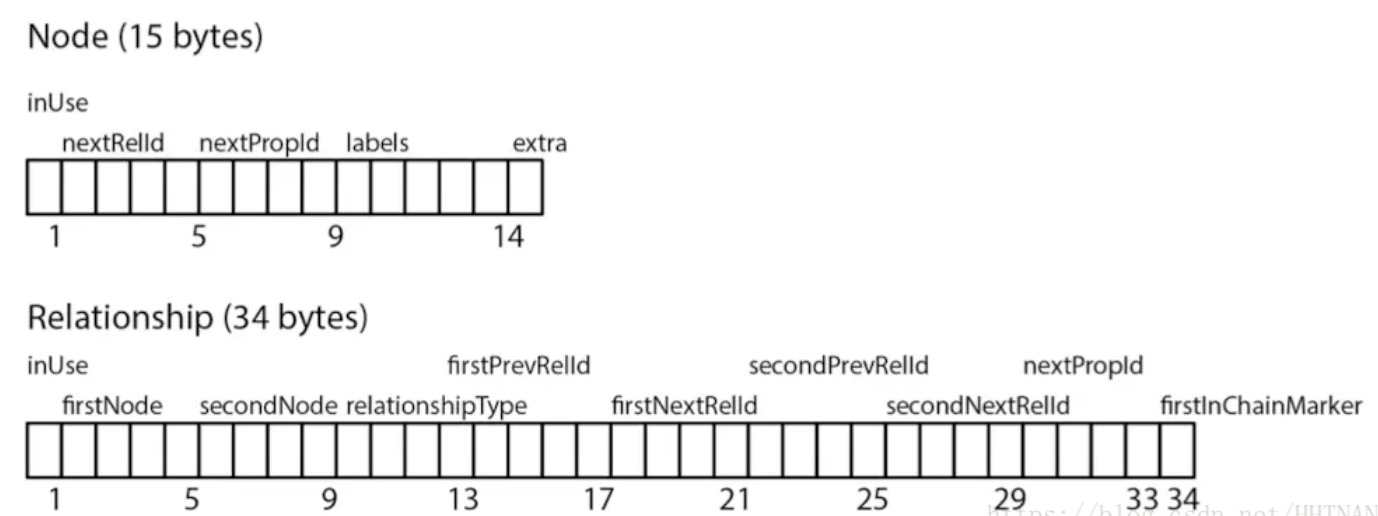 Node (15 bytes)
inUse
nextRelId nextPropId labels extra
1 5 9 14
Relationship (34 bytes)
inUse firstPrevRelId secondPrevRelId nextPropId
firstNode secondNode relationshipType firstNextRelId secondNextRelId firstInChainMarker
1 5 9 13 17 21 25 29 33 34
https://blog.csdn.net/HHTNAN